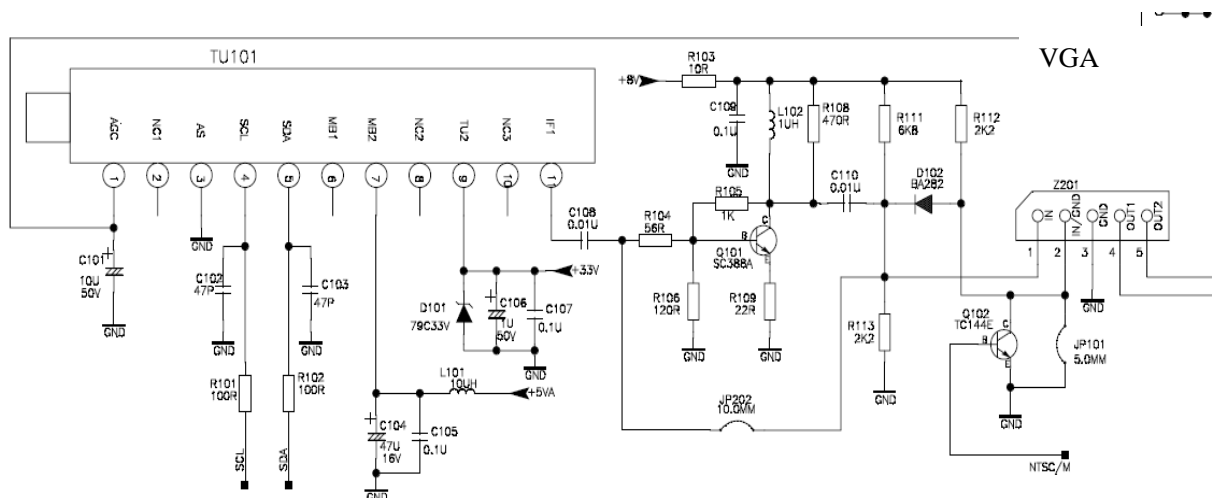 VGA
TU101
AGC
NC1
AS
SCL
SDA
MB1
MB2
NC2
TU2
NC3
IF1
1
2
3
4
5
6
7
8
9
10
11
C101
10U
50V
GND
GND
C102
47P
GND
C103
47P
GND
R101
100R
R102
100R
SCL
SDA
D101
79C33V
C106
1U
50V
C107
0.1U
+33V
GND
L101
10UH
+5VA
C104
47U
16V
C105
0.1U
GND
C108
0.01U
R104
56R
R105
1K
R106
120R
GND
+8V
R103
10R
C109
0.1U
GND
L102
1UH
R108
470R
C110
0.01U
B
C
E
Q101
SC388A
R109
22R
GND
R111
6K8
R112
2K2
D102
BA282
R113
2K2
GND
JP202
10.0MM
Z201
IN
IN/GND
GND
OUT1
OUT2
1
2
3
4
5
GND
Q102
TC144E
B
C
E
GND
JP101
5.0MM
NTSC/M